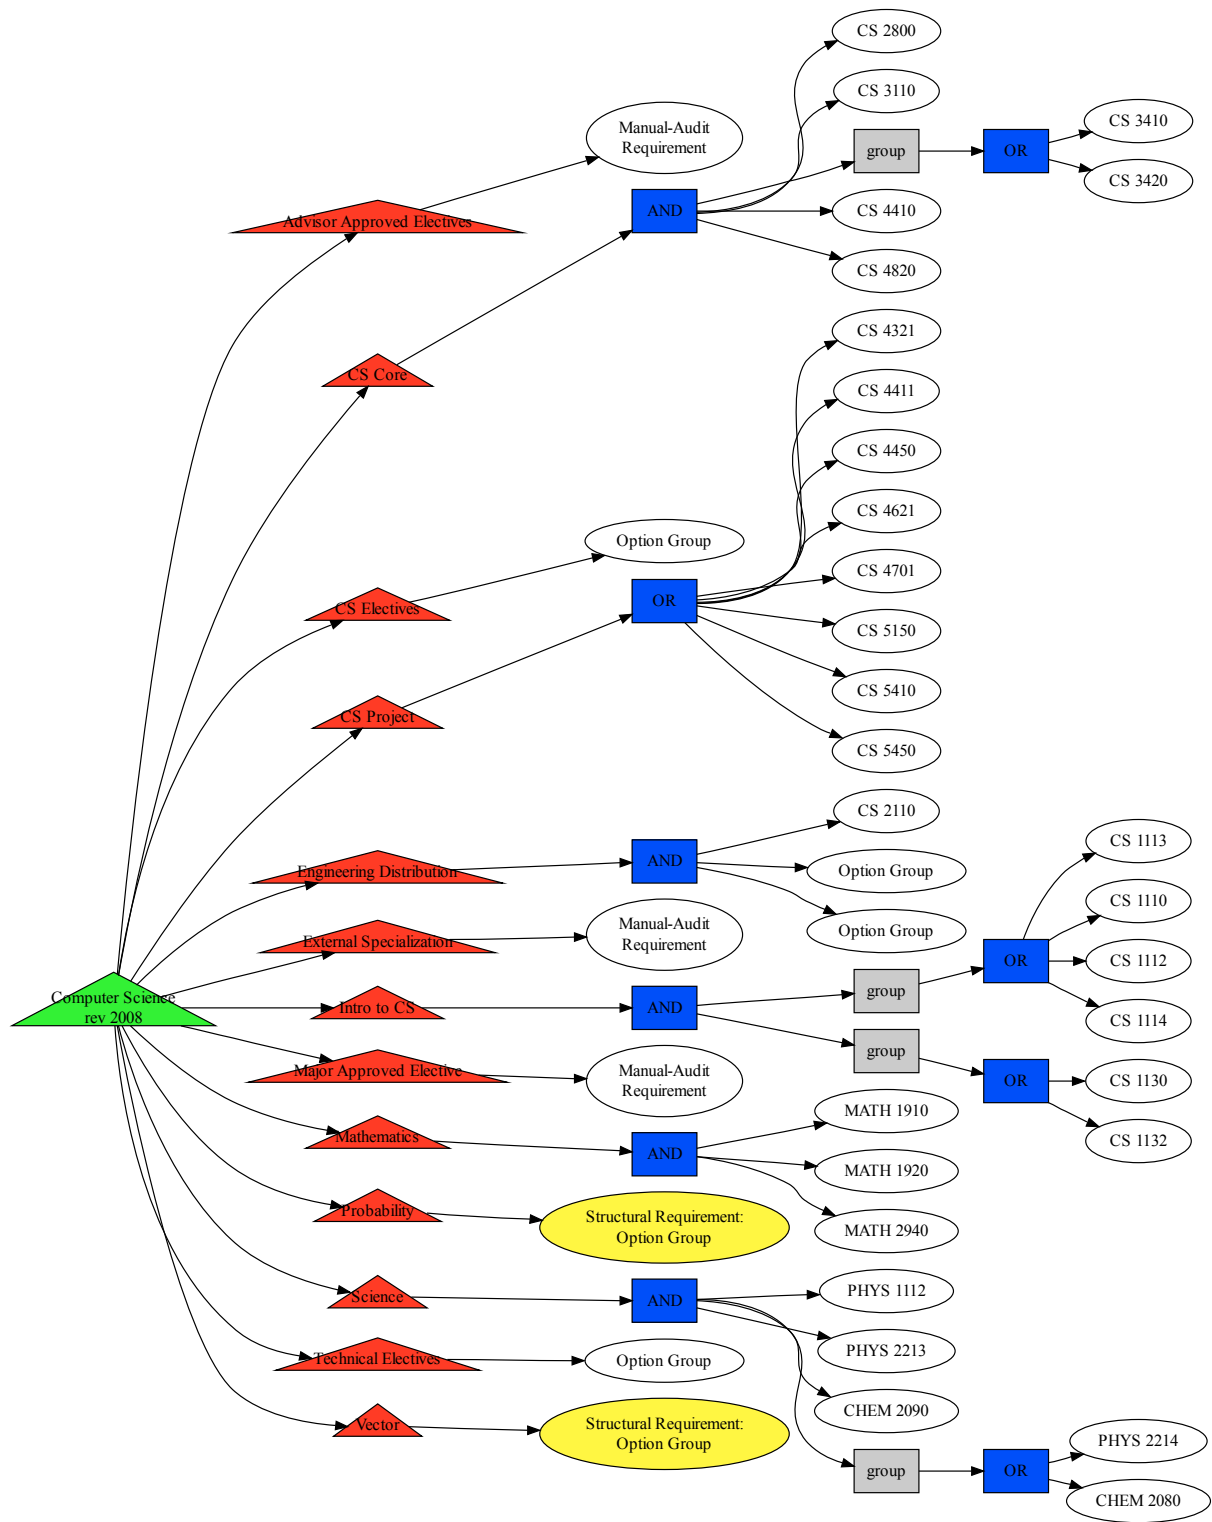 CS 2800
CS 3110
Manual-Audit
Requirement
group
OR
CS 3410
CS 3420
Advisor Approved Electives
AND
CS 4410
CS 4820
CS 4321
CS Core
CS 4411
CS 4450
CS 4621
Option Group
CS 4701
CS Electives
OR
CS 5150
CS 5410
CS Project
CS 5450
CS 2110
CS 1113
Engineering Distribution
AND
Option Group
CS 1110
Option Group
External Specialization
Manual-Audit
Requirement
OR
CS 1112
Computer Science
rev 2008
Intro to CS
AND
group
CS 1114
group
Major Approved Elective
Manual-Audit
Requirement
OR
CS 1130
MATH 1910
CS 1132
Mathematics
AND
MATH 1920
Probability
Structural Requirement:
Option Group
MATH 2940
Science
AND
PHYS 1112
Technical Electives
Option Group
PHYS 2213
Vector
Structural Requirement:
Option Group
CHEM 2090
PHYS 2214
group
OR
CHEM 2080